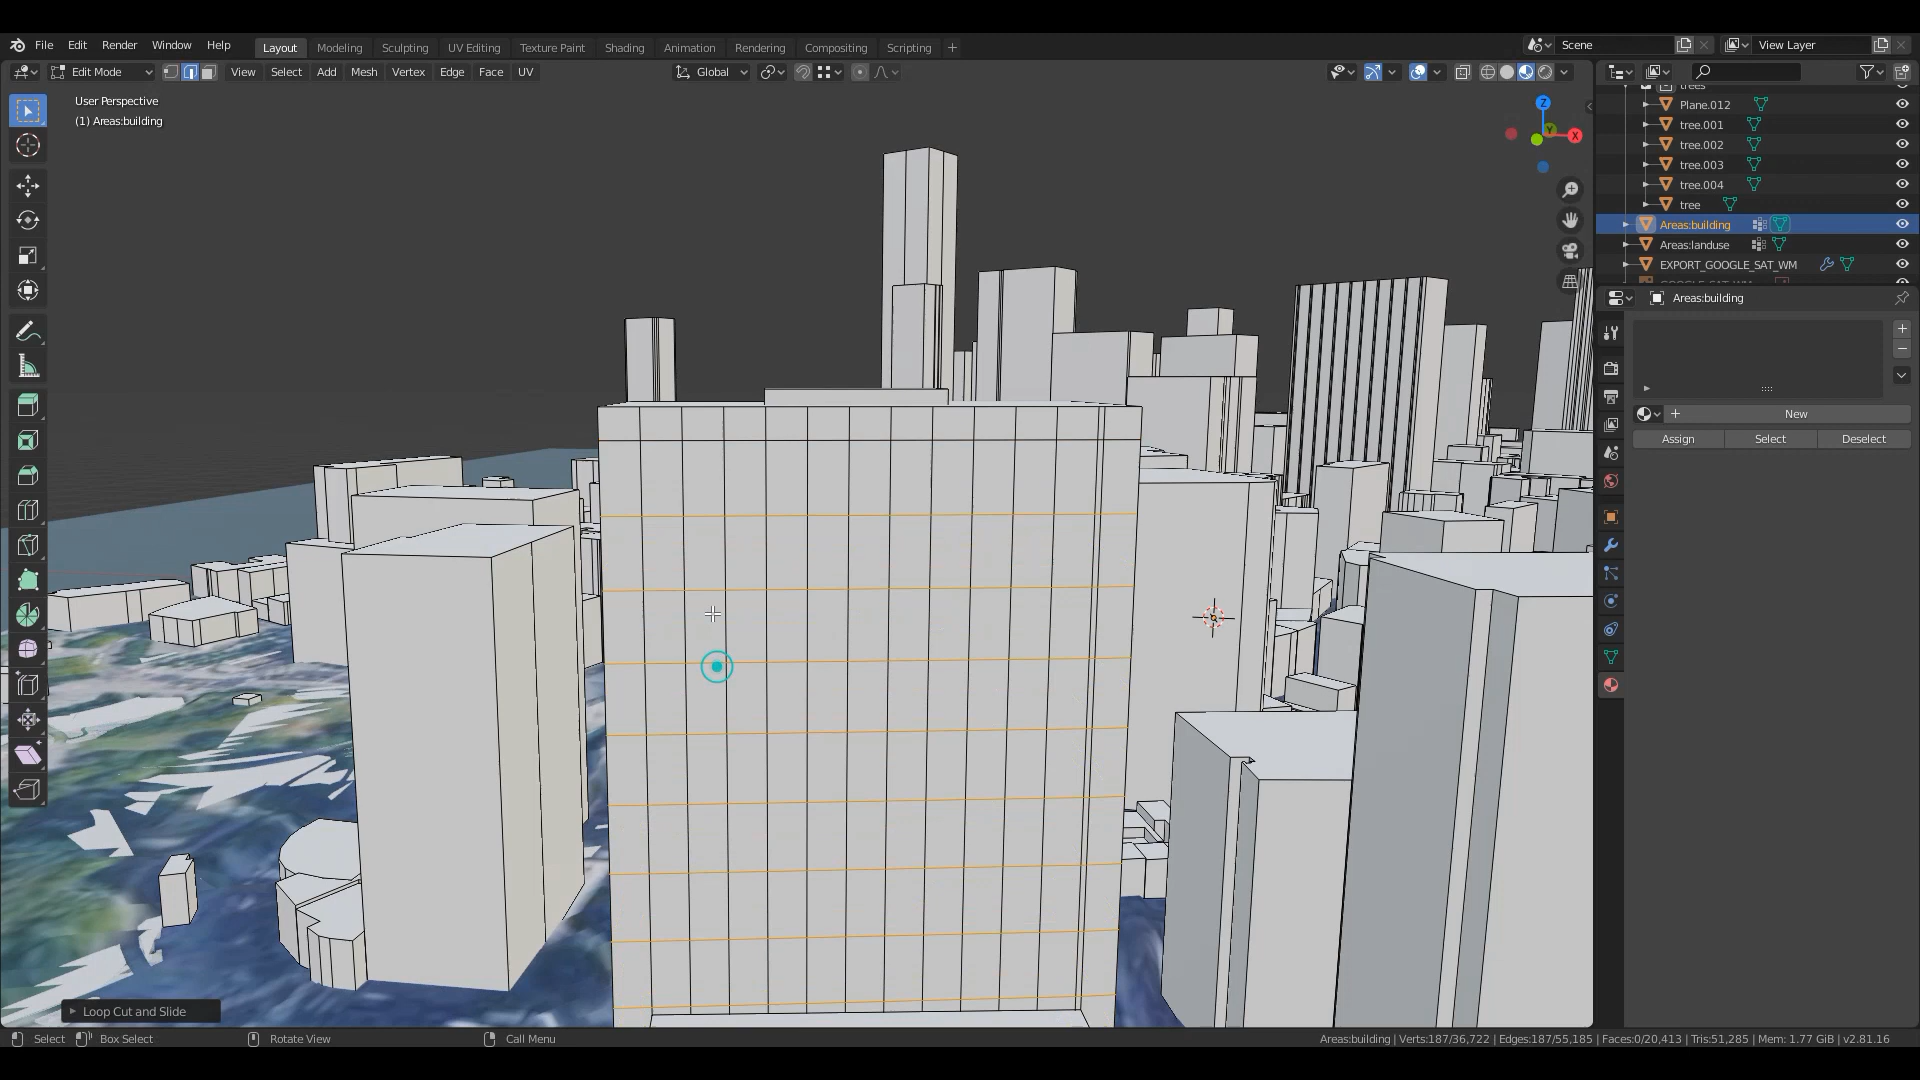 File Edit Render Window Help Layout Modeling Sculpting UV Editing Texture Paint Shading Animation Rendering Compositing Scripting + Scene View Layer
Edit Mode View Select Add Mesh Vertex Edge Face UV Global
User Perspective
(1) Areas:building
Z
Y
X
trees
Plane.012
tree.001
tree.002
tree.003
tree.004
tree
Areas:building
Areas:landuse
EXPORT_GOOGLE_SAT_WM
Areas:building
New
Assign Select Deselect
Loop Cut and Slide
Select Box Select Rotate View Call Menu Areas:building | Verts:187/36,722 | Edges:187/55,185 | Faces:0/20,413 | Tris:51,285 | Mem: 1.77 GiB | v2.81.16